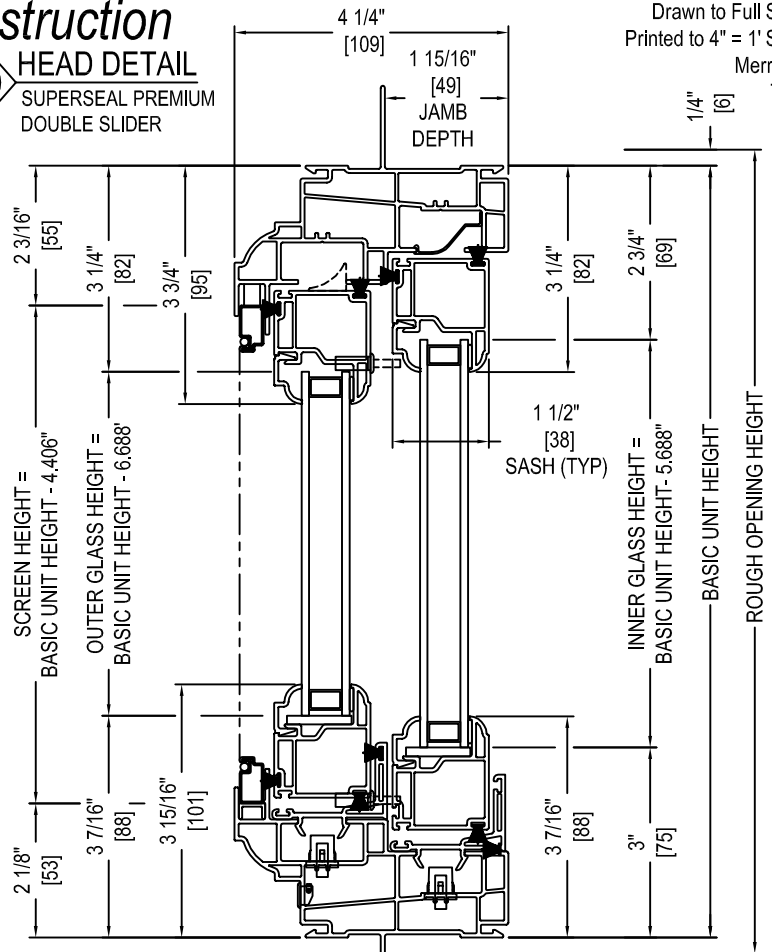 struction
HEAD DETAIL
SUPERSEAL PREMIUM
DOUBLE SLIDER
4 1/4"
[109]
1 15/16"
[49]
JAMB
DEPTH
Drawn to Full
Printed to 4" = 1'
1/4"
[6]
2 3/16"
[55]
3 1/4"
[82]
3 3/4"
[95]
3 1/4"
[82]
2 3/4"
[69]
1 1/2"
[38]
SASH (TYP)
SCREEN HEIGHT =
BASIC UNIT HEIGHT - 4.406"
OUTER GLASS HEIGHT =
BASIC UNIT HEIGHT - 6.688'
INNER GLASS HEIGHT =
BASIC UNIT HEIGHT- 5.688"
BASIC UNIT HEIGHT
ROUGH OPENING HEIGHT
2 1/8"
[53]
3 7/16"
[88]
3 15/16"
[101]
3 7/16"
[88]
3"
[75]